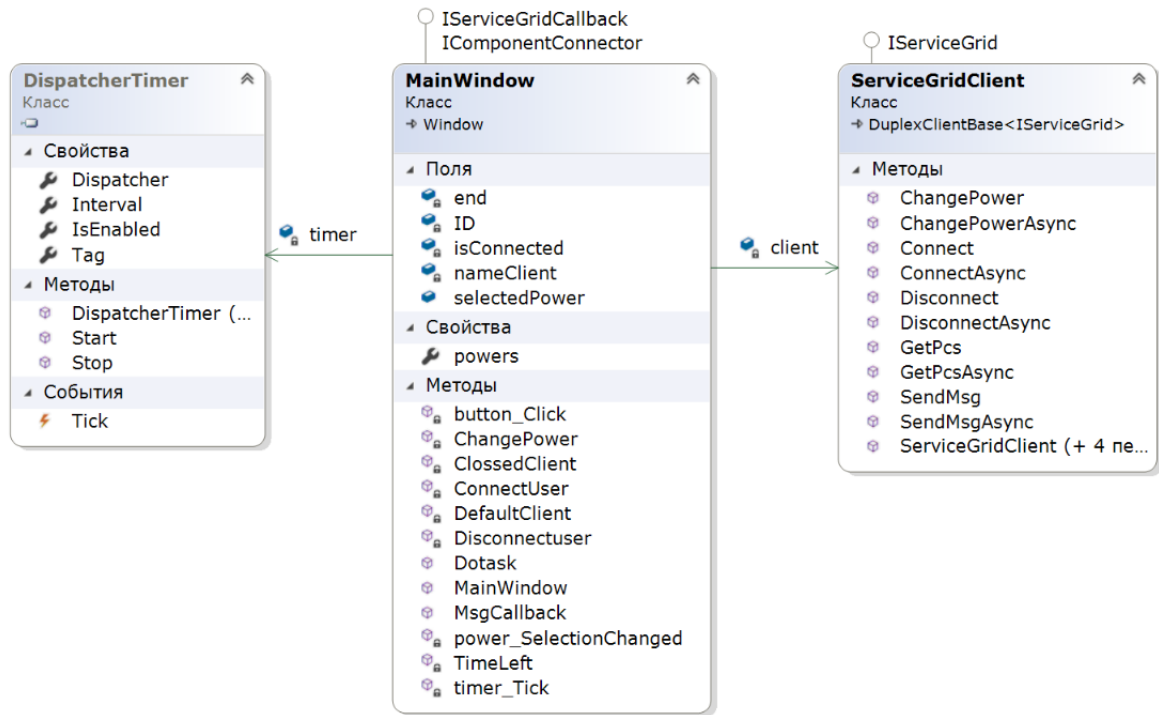 IServiceGridCallback
IComponentConnector
IServiceGrid
DispatcherTimer
Класс
Свойства
Dispatcher
Interval
IsEnabled
Tag
Методы
DispatcherTimer (...
Start
Stop
События
Tick
timer
MainWindow
Класс
Window
Поля
end
ID
isConnected
nameClient
selectedPower
Свойства
powers
Методы
button_Click
ChangePower
ClossedClient
ConnectUser
DefaultClient
Disconnectuser
Dotask
MainWindow
MsgCallback
power_SelectionChanged
TimeLeft
timer_Tick
client
ServiceGridClient
Класс
DuplexClientBase<IServiceGrid>
Методы
ChangePower
ChangePowerAsync
Connect
ConnectAsync
Disconnect
DisconnectAsync
GetPcs
GetPcsAsync
SendMsg
SendMsgAsync
ServiceGridClient (+ 4 пе...